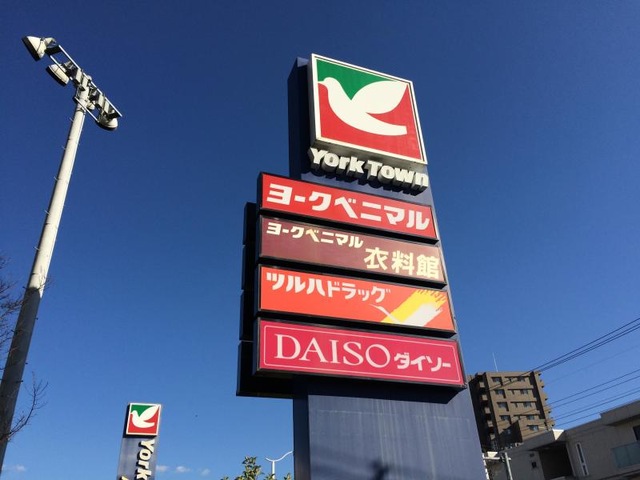 York Town
ヨークベニマル
ヨークベニマル
衣料館
ツルハドラッグ
DAISO ダイソー
York